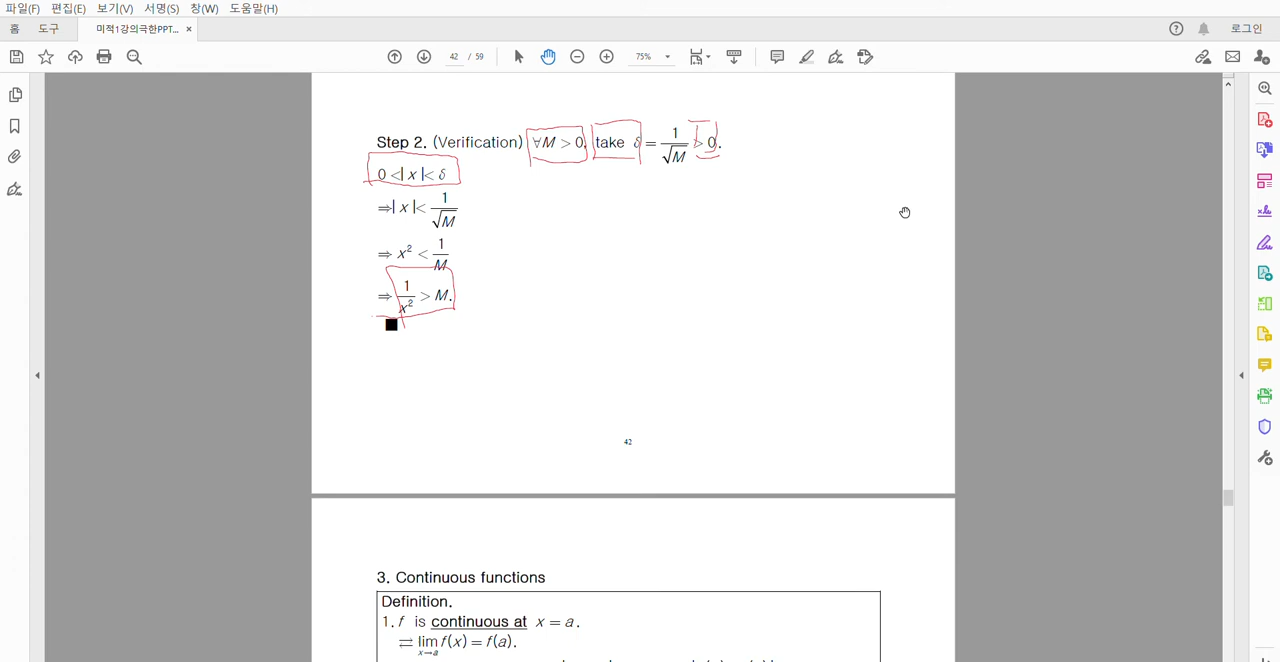 파일(F) 편집(E) 보기(V) 서명(S) 창(W) 도움말(H)
홈 도구 미적1강의극한PPT... × 로그인
42 / 59 75%
Step 2. (Verification) ∀M > 0, take δ = 1/√M > 0.
0 <| x |< δ
⇒| x |< 1/√M
⇒ x² < 1/M
⇒ 1/x² > M.
■
42
3. Continuous functions
Definition.
1. f is continuous at x = a.
⇄ lim x→a f(x) = f(a).